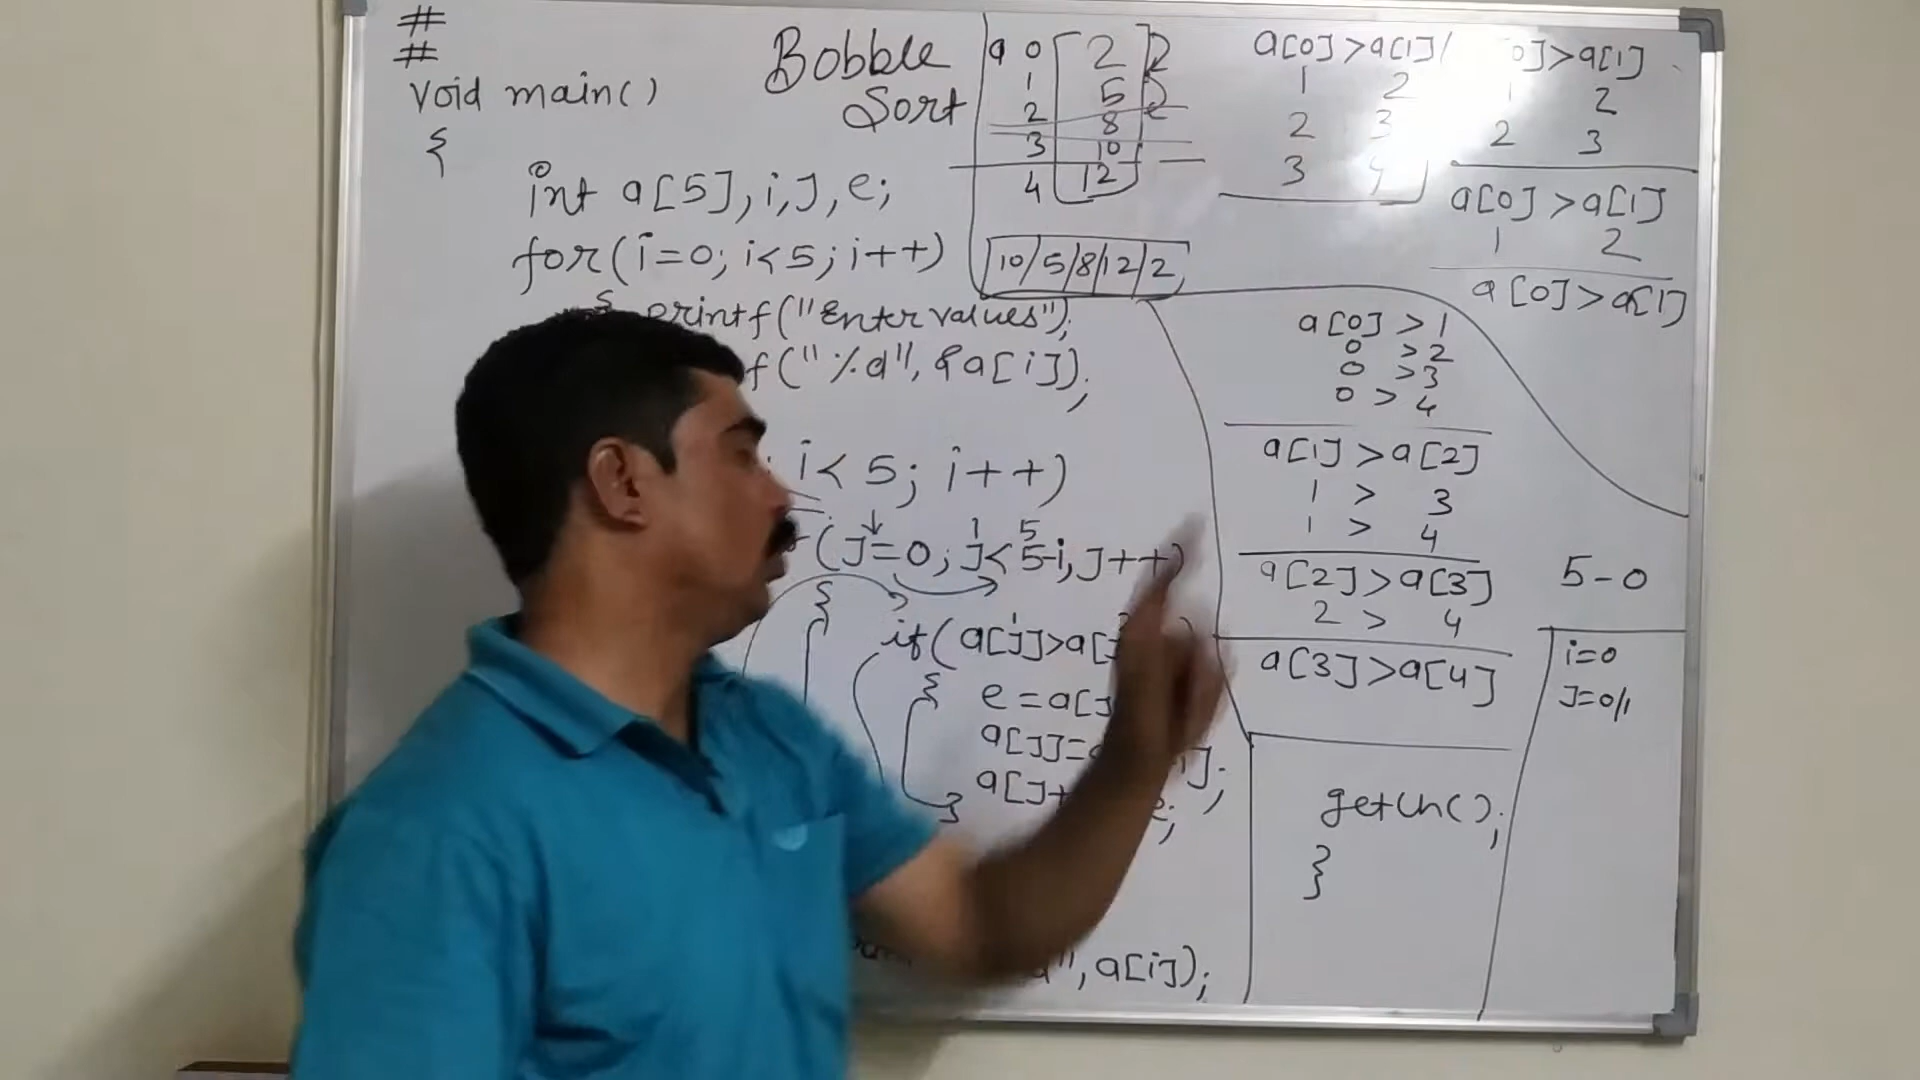 #
#
Void main()
{
int a[5], i, J, e;
for(i=0; i<5; i++)
{ printf("Enter values");
f("%d", &a[i]);
i<5; i++)
(J=0; J<5-i, J++)
1 5
{
if(a[j]>a[j
{ e=a[J
a[J]=a
];
a[J+ e;
}
", a[i]);
Bobble
Sort
a 0 2 2
1 5
2 8
3 10
4 12
10/5/8/12/2
a[0]>a[1]
1 2
2 3
3 4
0]>a[1]
1 2
2 3
a[0]>a[1]
1 2
a[0]>a[1]
a[0]>1
0 >2
0 >3
0 > 4
a[1]>a[2]
1 > 3
1 > 4
a[2]>a[3]
2 > 4
a[3]>a[4]
getch();
}
5-0
i=0
J=0/1